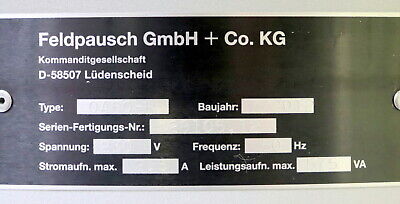 Feldpausch GmbH + Co. KG
Kommanditgesellschaft
D-58507 Lüdenscheid
Type: Baujahr:
Serien-Fertigungs-Nr.:
Spannung: V Frequenz: Hz
Stromaufn. max. A Leistungsaufn. max. VA